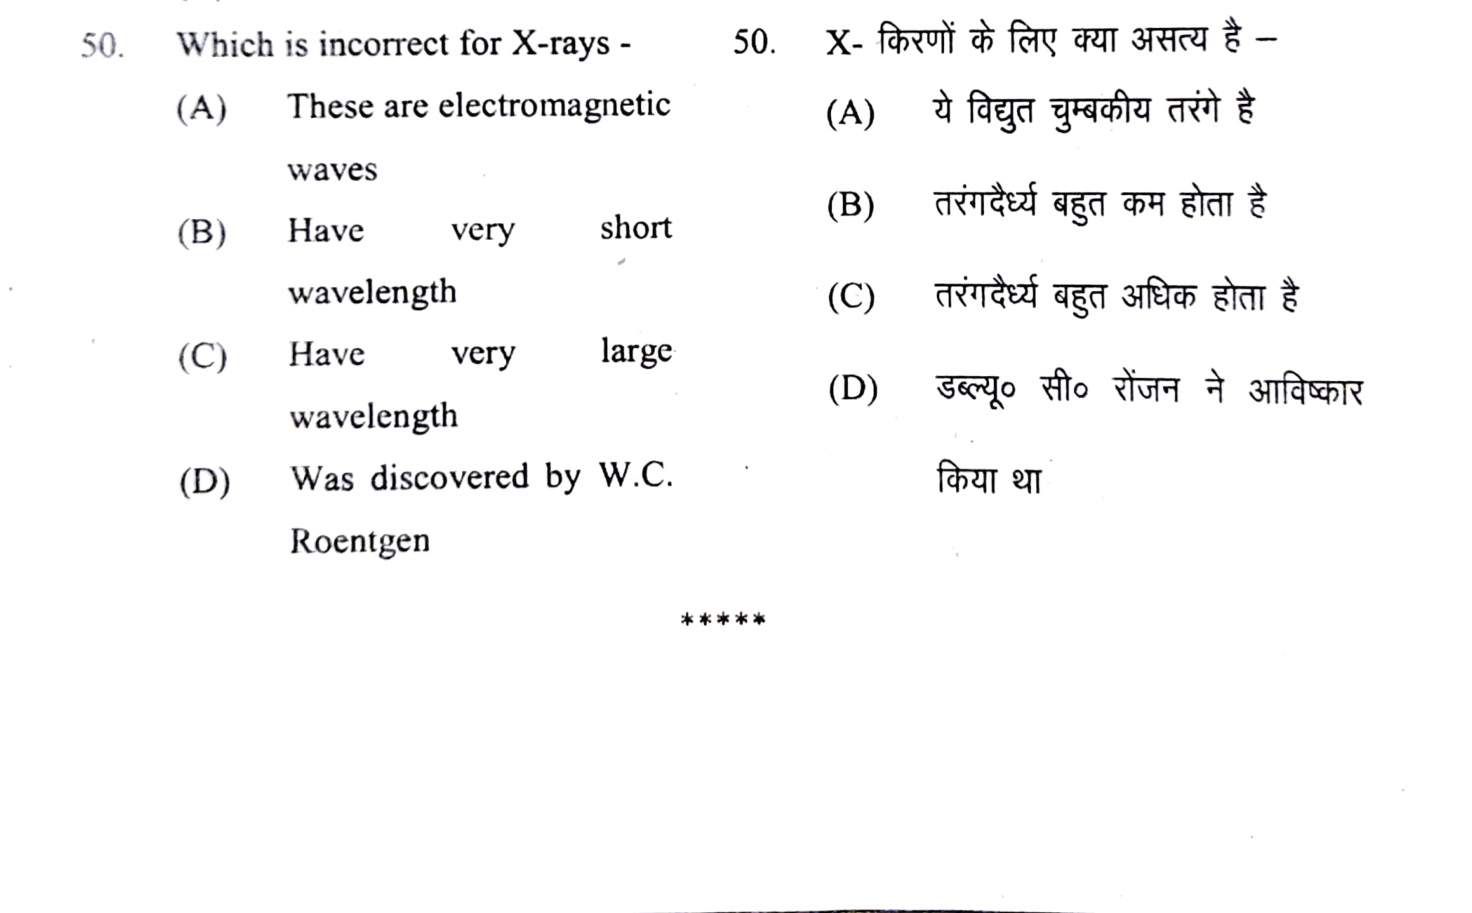 50. Which is incorrect for X-rays -
(A) These are electromagnetic
waves
(B) Have very short
wavelength
(C) Have very large
wavelength
(D) Was discovered by W.C.
Roentgen
50. X- किरणों के लिए क्या असत्य है –
(A) ये विद्युत चुम्बकीय तरंगे है
(B) तरंगदैर्ध्य बहुत कम होता है
(C) तरंगदैर्ध्य बहुत अधिक होता है
(D) डब्ल्यू० सी० रोंजन ने आविष्कार
किया था
*****